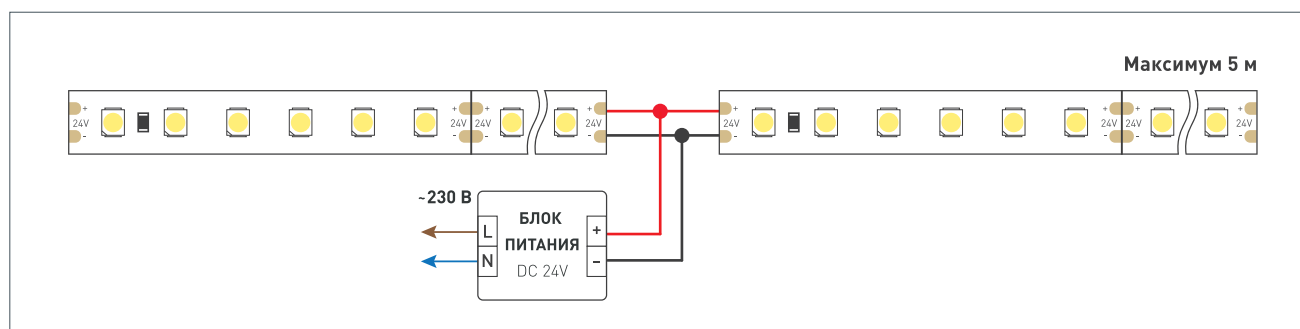 Максимум 5 м
+ + + + + + + +
24V 24V 24V 24V 24V 24V 24V 24V
- - - - - - - -
~230 В
БЛОК
ПИТАНИЯ
DC 24V
L
N
+
–